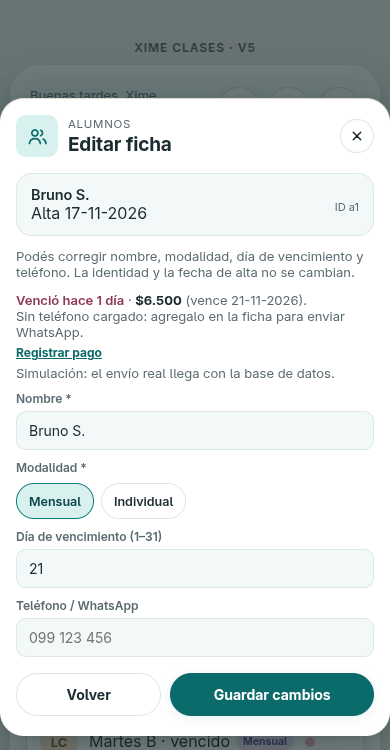 XIME CLASES · V5
Buenas tardes, Xime
ALUMNOS
Editar ficha
Bruno S.
Alta 17-11-2026
ID a1
Podés corregir nombre, modalidad, día de vencimiento y
teléfono. La identidad y la fecha de alta no se cambian.
Venció hace 1 día · $6.500 (vence 21-11-2026).
Sin teléfono cargado: agregalo en la ficha para enviar
WhatsApp.
Registrar pago
Simulación: el envío real llega con la base de datos.
Nombre *
Bruno S.
Modalidad *
Mensual
Individual
Día de vencimiento (1–31)
21
Teléfono / WhatsApp
099 123 456
Volver
Guardar cambios
LC
Martes B · vencido
Mensual